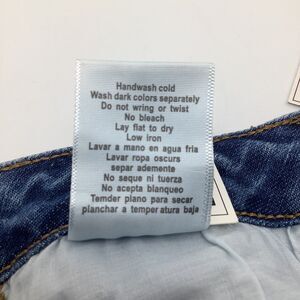 Handwash cold
Wash dark colors separately
Do not wring or twist
No bleach
Lay flat to dry
Low iron
Lavar a mano en agua fria
Lavar ropa oscurs
separ ademente
No seque ni tuerza
No acepta blanqueo
Temder plano para secar
planchar a temper atura baja